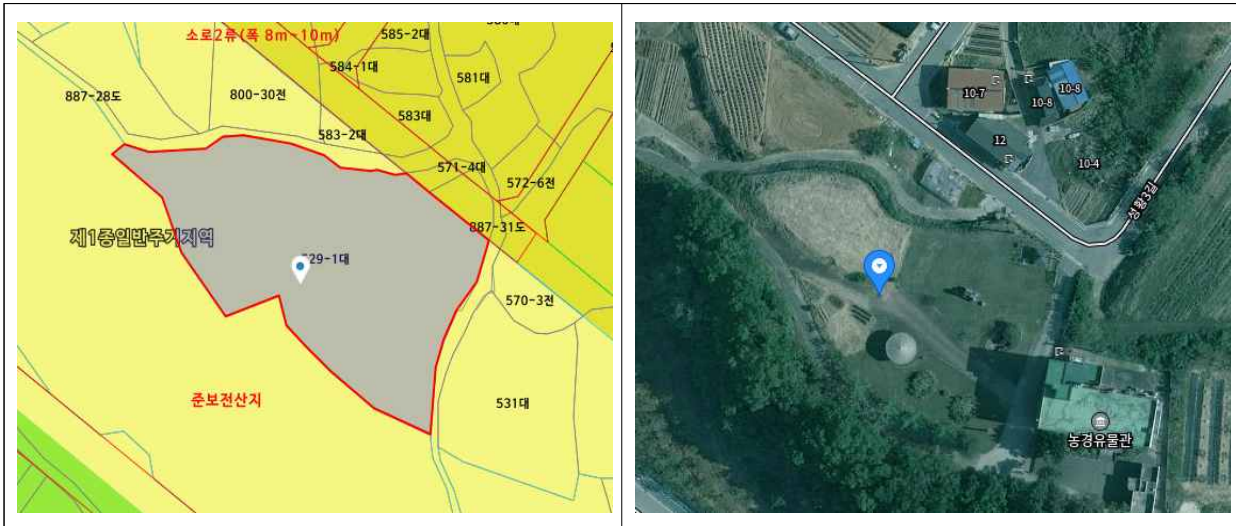 소로2류(폭 8m~10m)
585-2대
584-1대
581대
887-28도
800-30전
583대
583-2대
571-4대
572-6전
887-31도
제1종일반주거지역
529-1대
570-3전
준보전산지
531대
10-7
10-8
10-8
12
10-4
성황3길
농경유물관